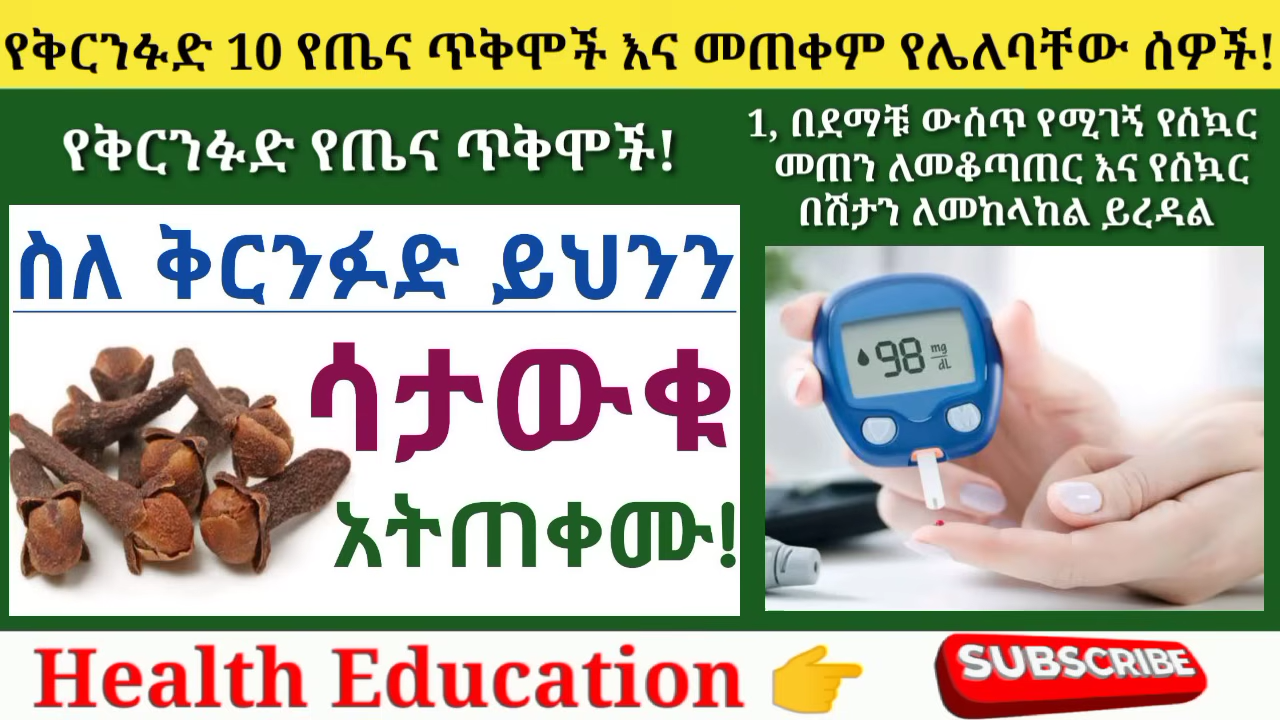 የቅርንፉድ 10 የጤና ጥቅሞች እና መጠቀም የሌለባቸው ሰዎች!
የቅርንፉድ የጤና ጥቅሞች!
ስለ ቅርንፉድ ይህንን
ሳታውቁ
አትጠቀሙ!
1, በደማቹ ውስጥ የሚገኝ የስኳር
መጠን ለመቆጣጠር እና የስኳር
በሽታን ለመከላከል ይረዳል
98 mg
dL
Health Education
SUBSCRIBE